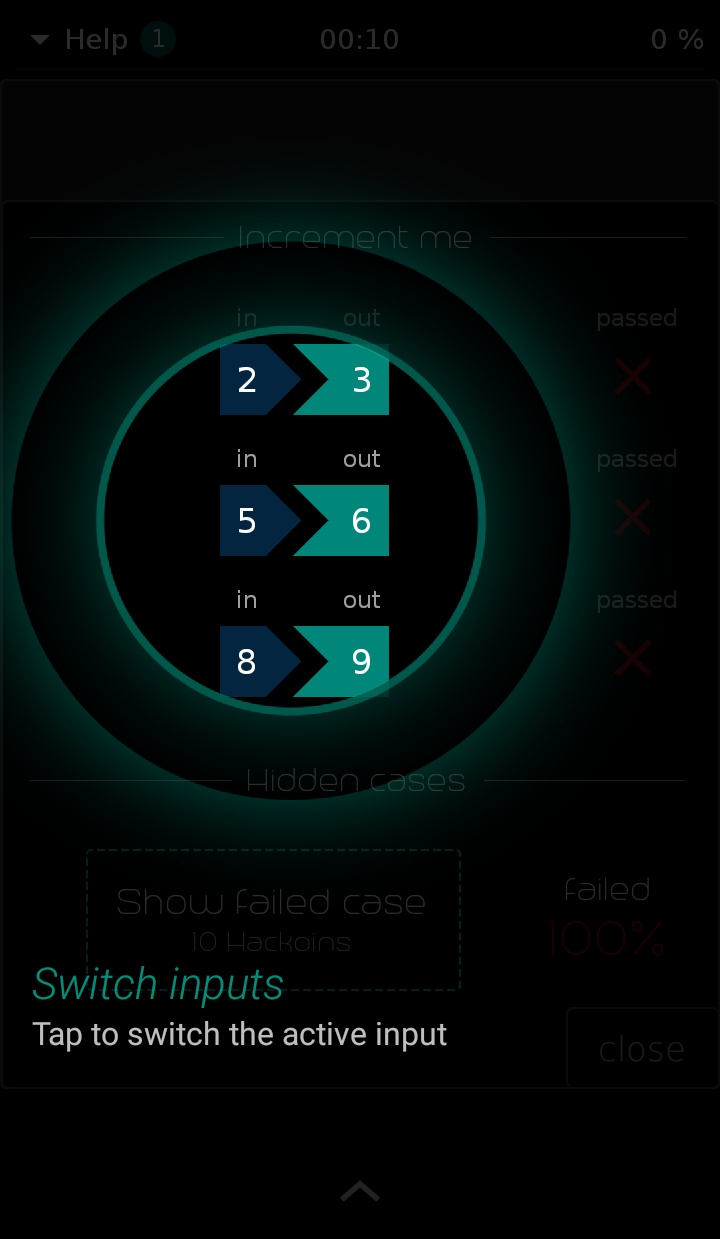 Help 1 00:10 0 %
Increment me
in out passed
2 3
in out passed
5 6
in out passed
8 9
Hidden cases
Show failed case
10 Hackoins
failed
100%
Switch inputs
Tap to switch the active input
close